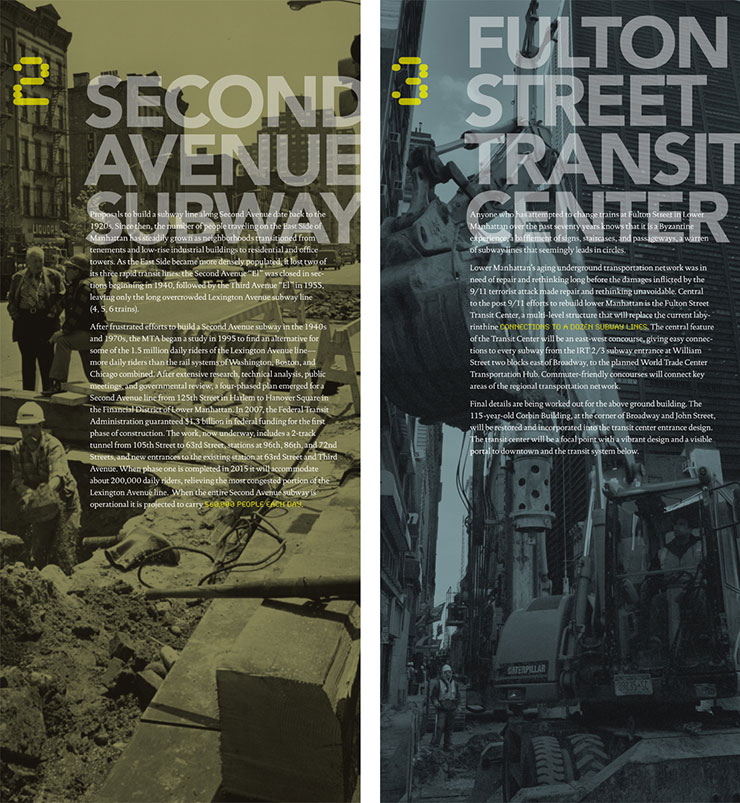 2
SECOND
AVENUE
SUBWAY
Proposals to build a subway line along Second Avenue date back to the
1920s. Since then, the number of people traveling on the East Side of
Manhattan has steadily grown as neighborhoods transitioned from
tenements and low-rise industrial buildings to residential and office
towers. As the East Side became more densely populated, it lost two of
its three rapid transit lines: the Second Avenue "El" was closed in sec-
tions beginning in 1940, followed by the Third Avenue "El" in 1955,
leaving only the long overcrowded Lexington Avenue subway line
(4, 5, 6 trains).
After frustrated efforts to build a Second Avenue subway in the 1940s
and 1970s, the MTA began a study in 1995 to find an alternative for
some of the 1.5 million daily riders of the Lexington Avenue line—
more daily riders than the rail systems of Washington, Boston, and
Chicago combined. After extensive research, technical analysis, public
meetings, and governmental review, a four-phased plan emerged for a
Second Avenue line from 125th Street in Harlem to Hanover Square in
the Financial District of Lower Manhattan. In 2007, the Federal Transit
Administration guaranteed $1.3 billion in federal funding for the first
phase of construction. The work, now underway, includes a 2-track
tunnel from 105th Street to 63rd Street, stations at 96th, 86th, and 72nd
Streets, and new entrances to the existing station at 63rd Street and Third
Avenue. When phase one is completed in 2015 it will accommodate
about 200,000 daily riders, relieving the most congested portion of the
Lexington Avenue line. When the entire Second Avenue subway is
operational it is projected to carry 560,000 PEOPLE EACH DAY.
LIQUORS
3
FULTON
STREET
TRANSIT
CENTER
Anyone who has attempted to change trains at Fulton Street in Lower
Manhattan over the past seventy years knows that it is a Byzantine
experience, a bafflement of signs, staircases, and passageways, a warren
of subway lines that seemingly leads in circles.
Lower Manhattan's aging underground transportation network was in
need of repair and rethinking long before the damages inflicted by the
9/11 terrorist attack made repair and rethinking unavoidable. Central
to the post 9/11 efforts to rebuild lower Manhattan is the Fulton Street
Transit Center, a multi-level structure that will replace the current laby-
rinthine CONNECTIONS TO A DOZEN SUBWAY LINES. The central feature
of the Transit Center will be an east-west concourse, giving easy connec-
tions to every subway from the IRT 2/3 subway entrance at William
Street two blocks east of Broadway, to the planned World Trade Center
Transportation Hub. Commuter-friendly concourses will connect key
areas of the regional transportation network.
Final details are being worked out for the above ground building. The
115-year-old Corbin Building, at the corner of Broadway and John Street,
will be restored and incorporated into the transit center entrance design.
The transit center will be a focal point with a vibrant design and a visible
portal to downtown and the transit system below.
CATERPILLAR